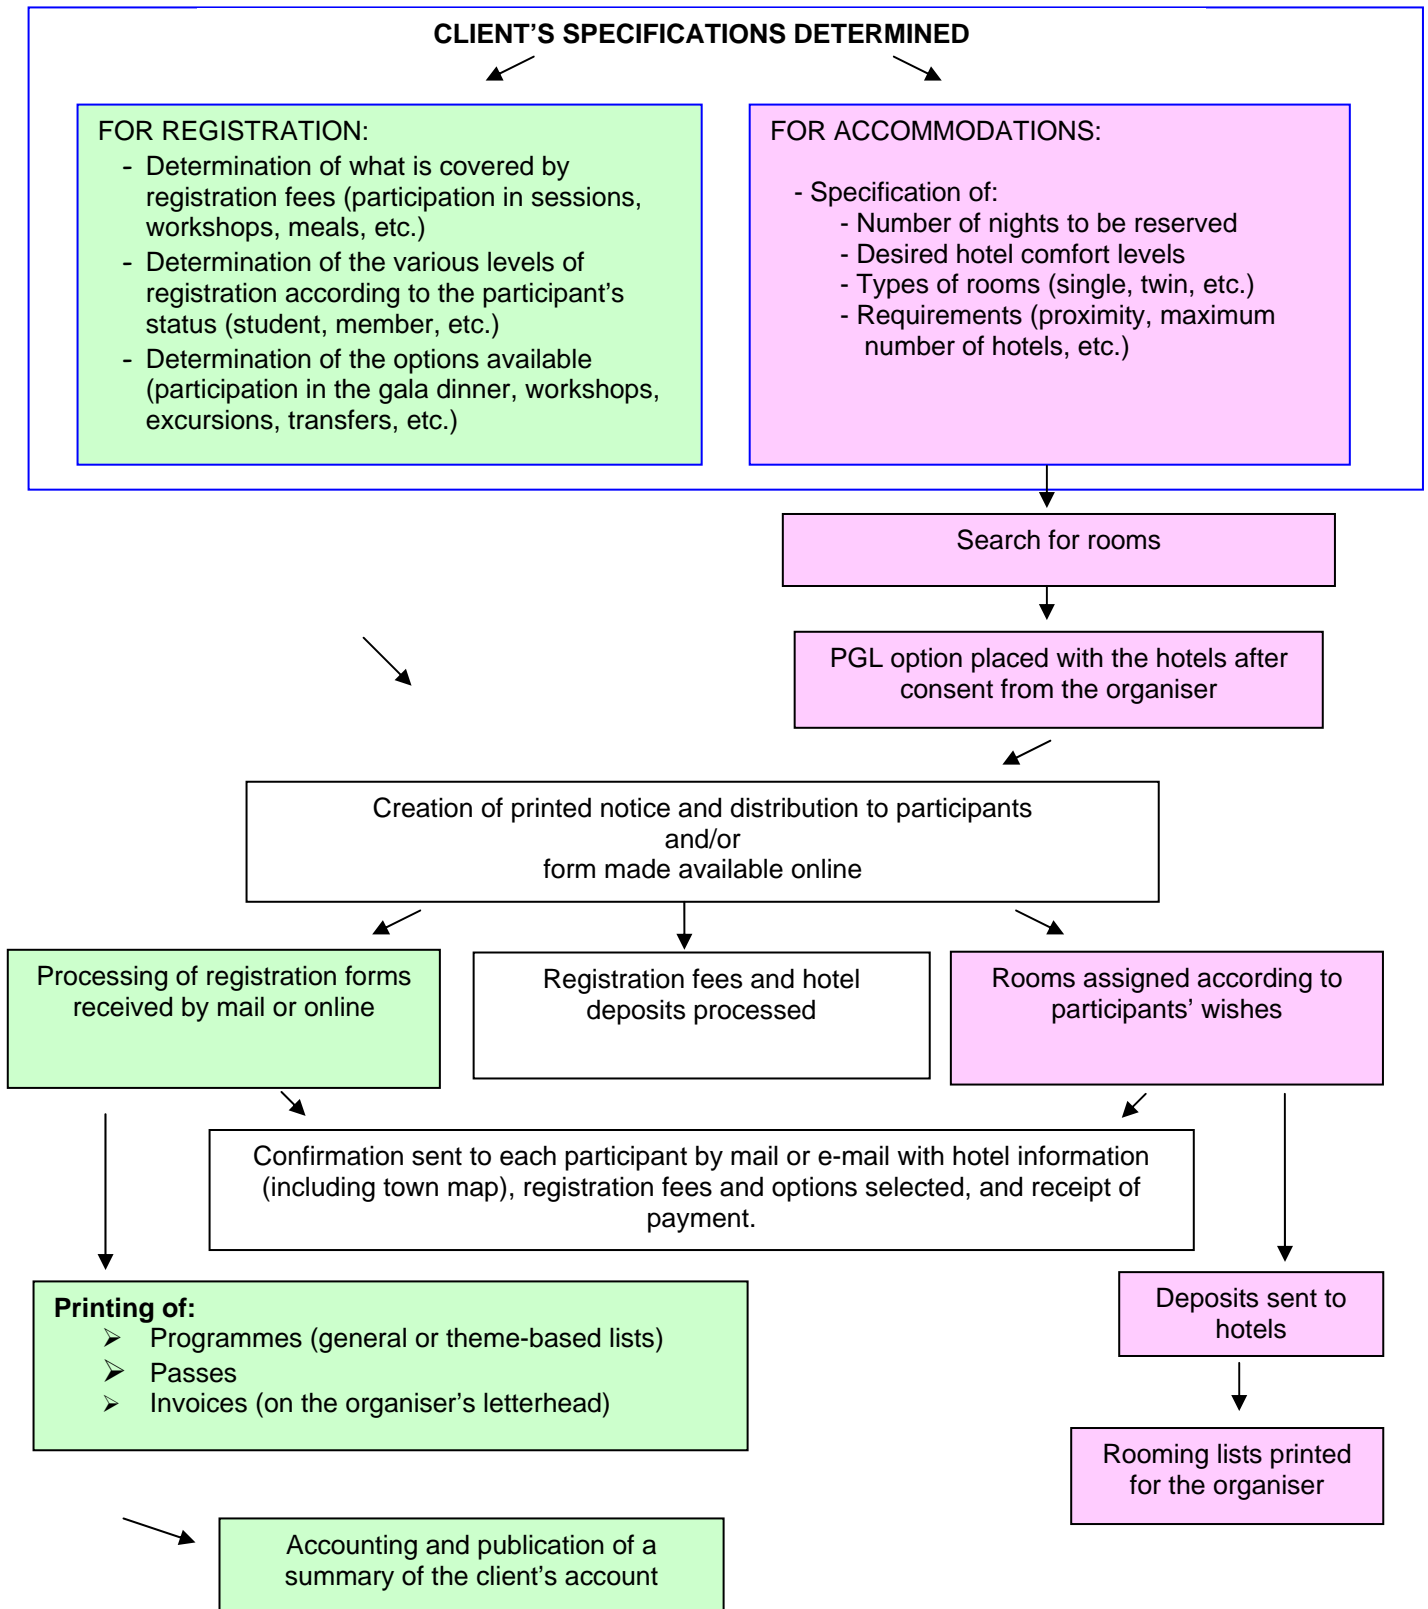 CLIENT’S SPECIFICATIONS DETERMINED
FOR REGISTRATION:
- Determination of what is covered by
registration fees (participation in sessions,
workshops, meals, etc.)
- Determination of the various levels of
registration according to the participant’s
status (student, member, etc.)
- Determination of the options available
(participation in the gala dinner, workshops,
excursions, transfers, etc.)
FOR ACCOMMODATIONS:
- Specification of:
- Number of nights to be reserved
- Desired hotel comfort levels
- Types of rooms (single, twin, etc.)
- Requirements (proximity, maximum
number of hotels, etc.)
Search for rooms
PGL option placed with the hotels after
consent from the organiser
Creation of printed notice and distribution to participants
and/or
form made available online
Processing of registration forms
received by mail or online
Registration fees and hotel
deposits processed
Rooms assigned according to
participants’ wishes
Confirmation sent to each participant by mail or e-mail with hotel information
(including town map), registration fees and options selected, and receipt of
payment.
Printing of:
➢ Programmes (general or theme-based lists)
➢ Passes
➢ Invoices (on the organiser’s letterhead)
Deposits sent to
hotels
Rooming lists printed
for the organiser
Accounting and publication of a
summary of the client’s account